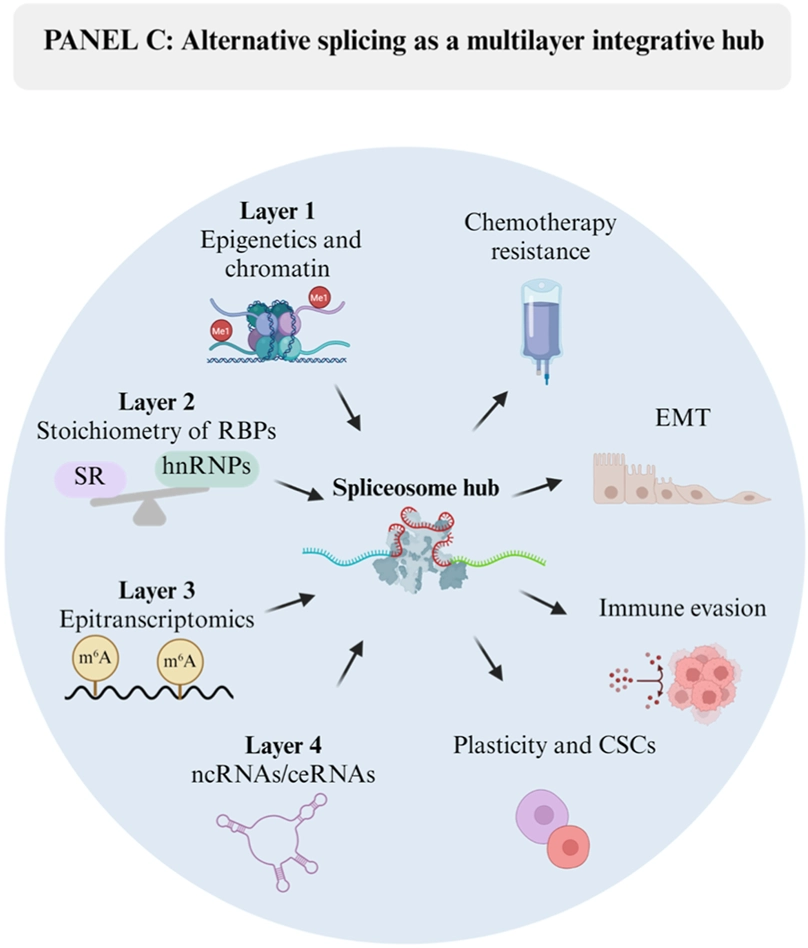 PANEL C: Alternative splicing as a multilayer integrative hub
Layer 1
Epigenetics and
chromatin
Me1
Me1
Chemotherapy
resistance
Layer 2
Stoichiometry of RBPs
SR
hnRNPs
EMT
Spliceosome hub
Layer 3
Epitranscriptomics
m⁶A
m⁶A
Immune evasion
Layer 4
ncRNAs/ceRNAs
Plasticity and CSCs